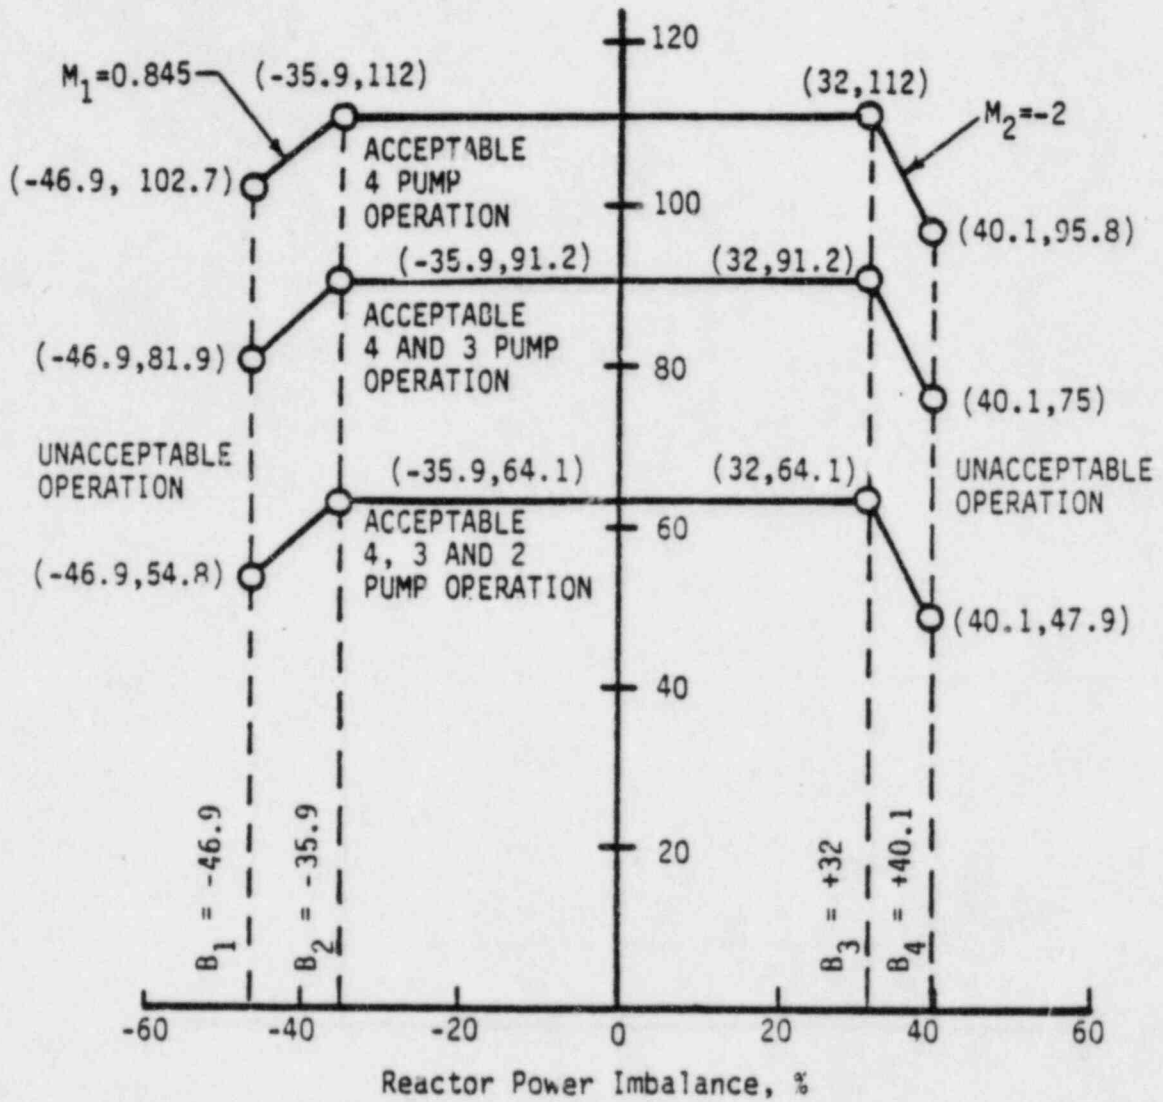 120
M1=0.845
(-35.9,112)
(32,112)
M2=-2
ACCEPTABLE
4 PUMP
OPERATION
(-46.9, 102.7)
100
(40.1,95.8)
(-35.9,91.2)
(32,91.2)
ACCEPTABLE
4 AND 3 PUMP
OPERATION
(-46.9,81.9)
80
(40.1,75)
UNACCEPTABLE
OPERATION
(-35.9,64.1)
(32,64.1)
UNACCEPTABLE
OPERATION
ACCEPTABLE
4, 3 AND 2
PUMP OPERATION
60
(-46.9,54.8)
(40.1,47.9)
40
20
B1 = -46.9
B2 = -35.9
B3 = +32
B4 = +40.1
-60
-40
-20
0
20
40
60
Reactor Power Imbalance, %